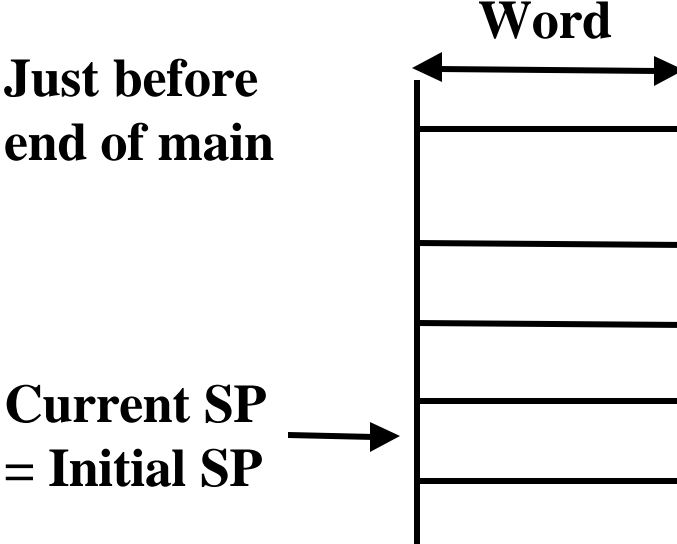 Word
Just before
end of main
Current SP
= Initial SP